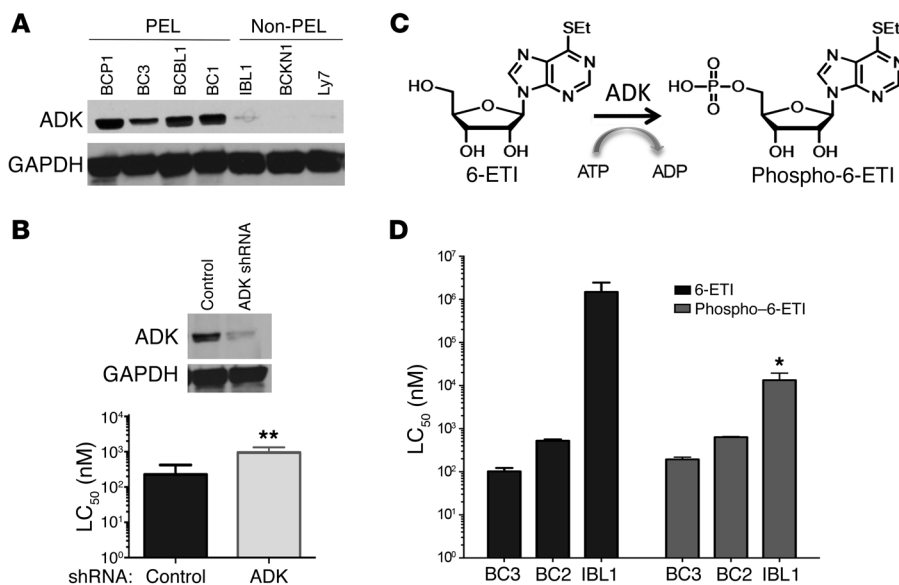 A
PEL Non-PEL
BCP1 BC3 BCBL1 BC1 IBL1 BCKN1 Ly7
ADK
GAPDH
B
Control ADK shRNA
ADK
GAPDH
**
LC50 (nM)
10⁴
10³
10²
10¹
10⁰
shRNA: Control ADK
C
SEt SEt
N N N N
N N N N
HO O HO P O O
O
OH
OH OH OH OH
ADK
ATP ADP
6-ETI Phospho-6-ETI
D
6-ETI
Phospho–6-ETI
*
LC50 (nM)
10⁷
10⁶
10⁵
10⁴
10³
10²
10¹
10⁰
BC3 BC2 IBL1 BC3 BC2 IBL1